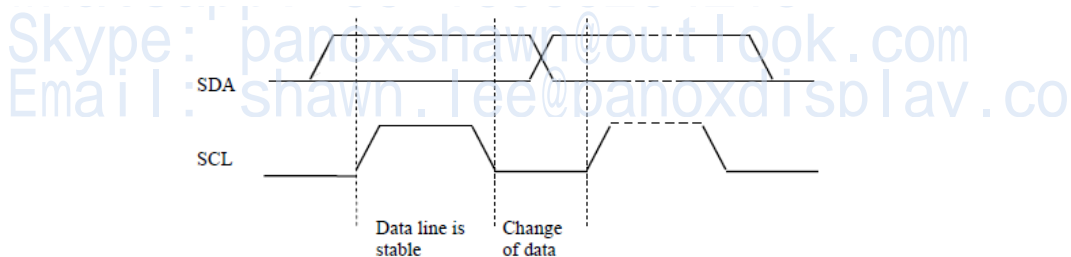 Skype: panoxshawn@outlook.com
SDA
Email: shawn.lee@panoxdisplay.co
SCL
Data line is
stable
Change
of data